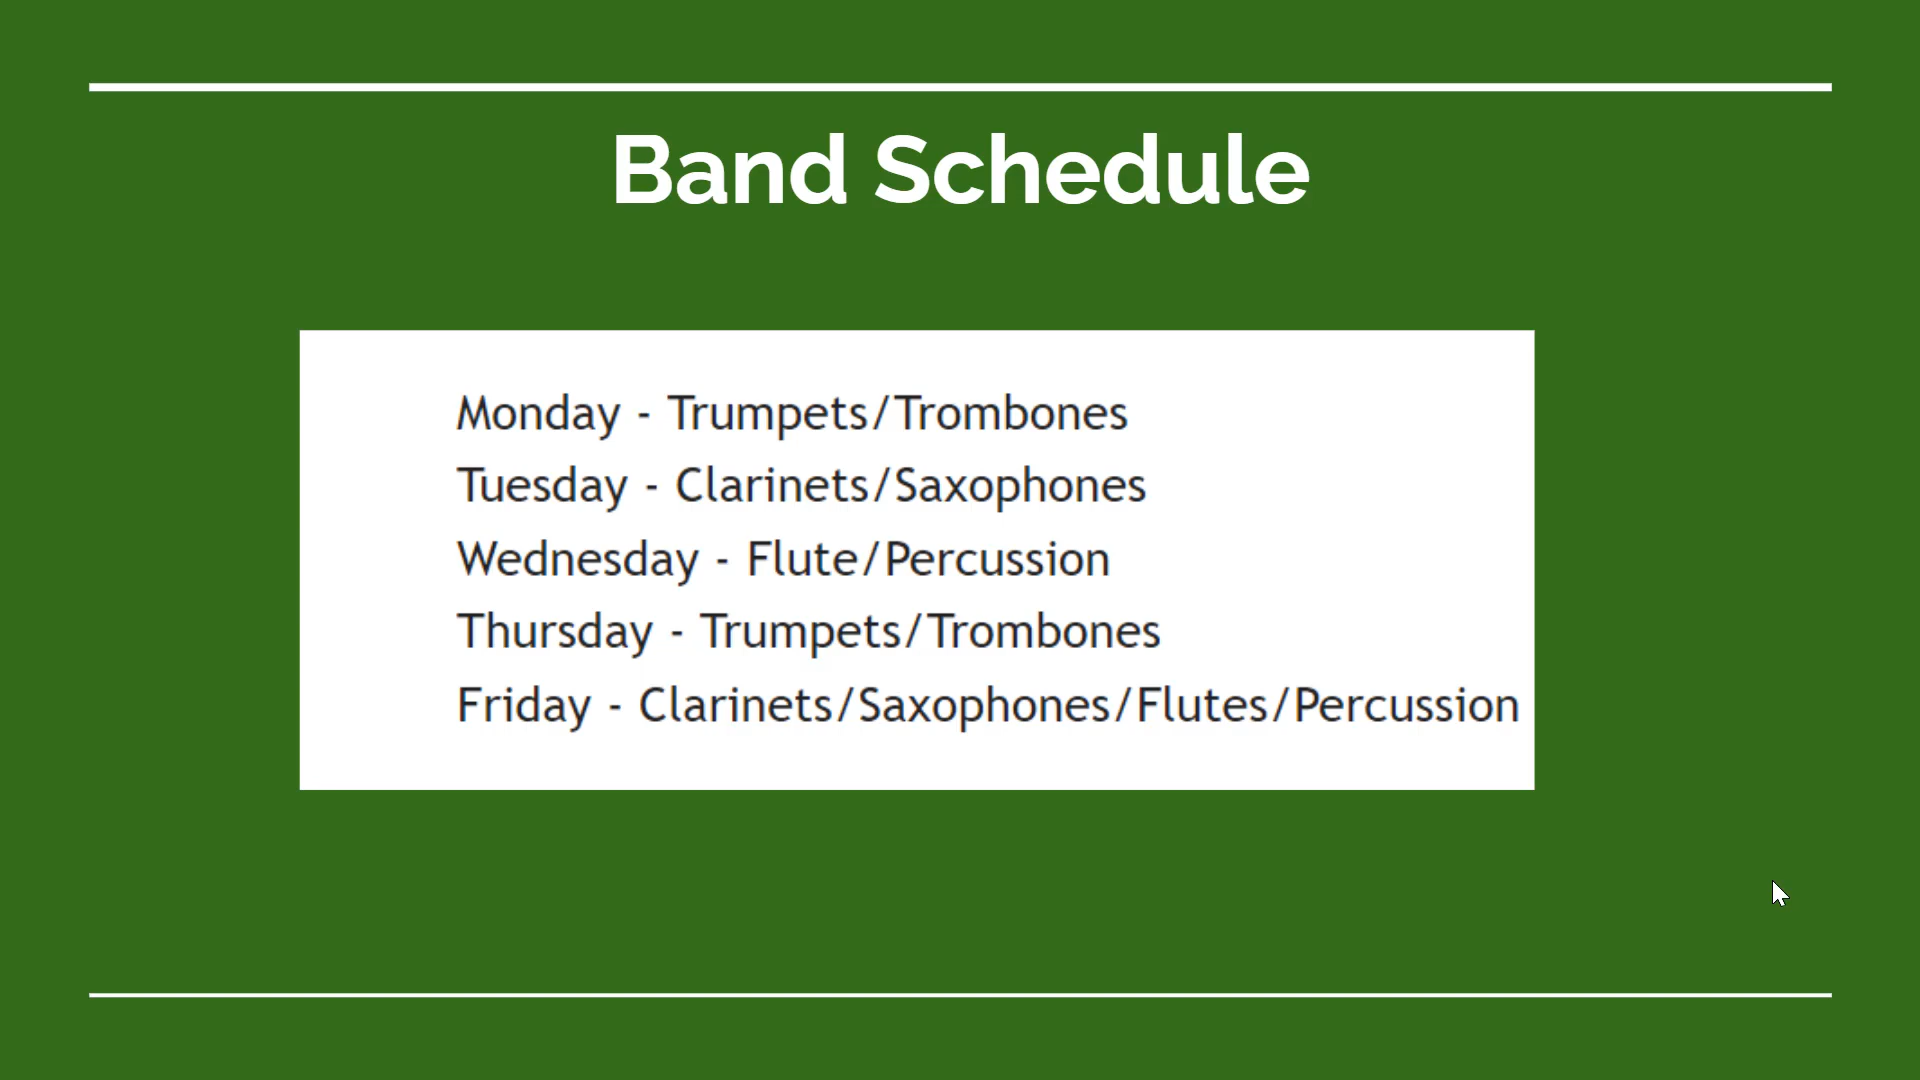 Band Schedule
Monday - Trumpets/Trombones
Tuesday - Clarinets/Saxophones
Wednesday - Flute/Percussion
Thursday - Trumpets/Trombones
Friday - Clarinets/Saxophones/Flutes/Percussion